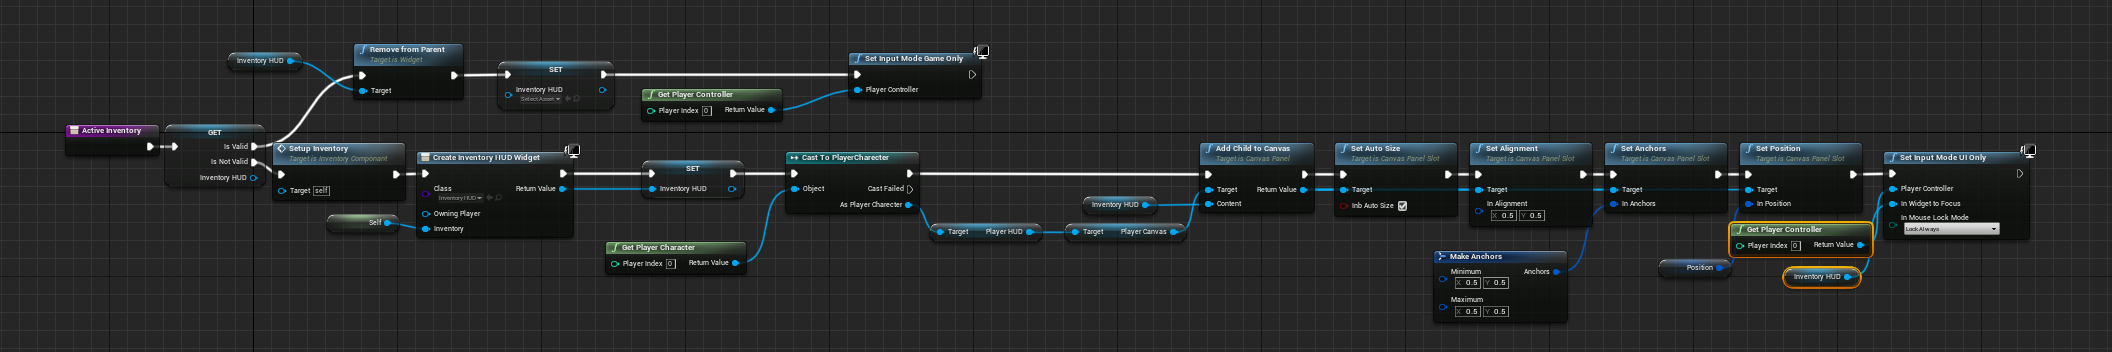 Inventory HUD
Remove from Parent
Target is Widget
Target
SET
Inventory HUD
Select Asset
Get Player Controller
Player Index 0 Return Value
Set Input Mode Game Only
Player Controller
Active Inventory
GET
Is Valid
Is Not Valid
Inventory HUD
Setup Inventory
Target is Inventory Component
Target self
Self
Create Inventory HUD Widget
Class Return Value
Inventory HUD
Owning Player
Inventory
SET
Inventory HUD
Get Player Character
Player Index 0 Return Value
Cast To PlayerCharecter
Object Cast Failed
As Player Charecter
Target Player HUD
Target Player Canvas
Inventory HUD
Add Child to Canvas
Target is Canvas Panel
Target Return Value
Content
Set Auto Size
Target is Canvas Panel Slot
Target
Inb Auto Size
Set Alignment
Target is Canvas Panel Slot
Target
In Alignment
X 0.5 Y 0.5
Make Anchors
Minimum Anchors
X 0.5 Y 0.5
Maximum
X 0.5 Y 0.5
Set Anchors
Target is Canvas Panel Slot
Target
In Anchors
Set Position
Target is Canvas Panel Slot
Target
In Position
Position
Get Player Controller
Player Index 0 Return Value
Inventory HUD
Set Input Mode UI Only
Player Controller
In Widget to Focus
In Mouse Lock Mode
Lock Always